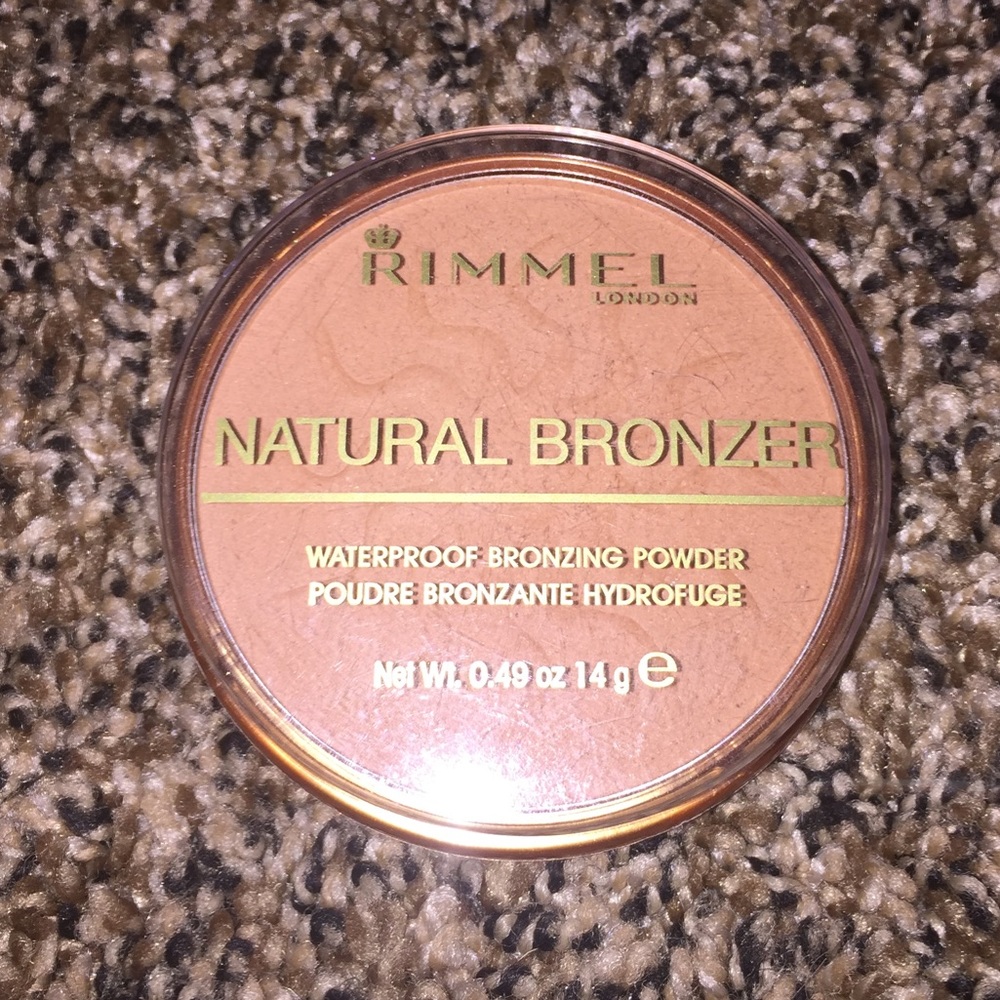 RIMMEL
LONDON
NATURAL BRONZER
WATERPROOF BRONZING POWDER
POUDRE BRONZANTE HYDROFUGE
Net Wt. 0.49 oz 14 g e